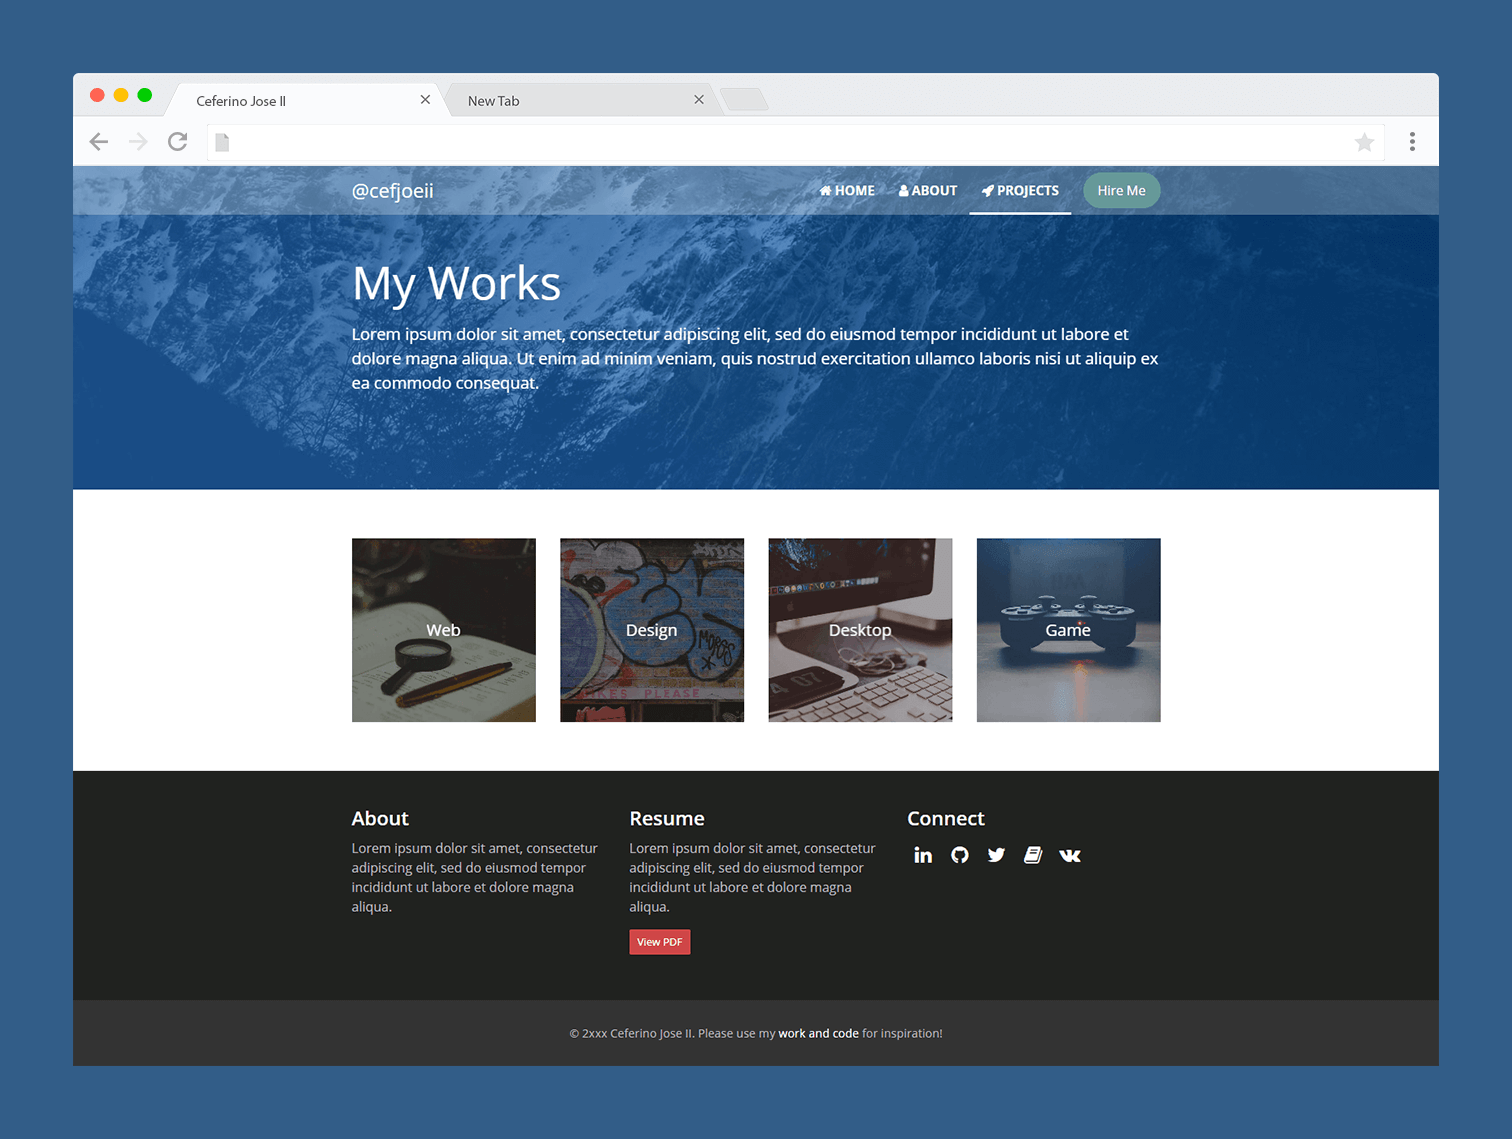 Ceferino Jose II
New Tab
@cefjoeii
HOME
ABOUT
PROJECTS
Hire Me
My Works
Lorem ipsum dolor sit amet, consectetur adipiscing elit, sed do eiusmod tempor incididunt ut labore et
dolore magna aliqua. Ut enim ad minim veniam, quis nostrud exercitation ullamco laboris nisi ut aliquip ex
ea commodo consequat.
Web
Design
MORGS
KES PLEASE
Desktop
07
Game
About
Lorem ipsum dolor sit amet, consectetur
adipiscing elit, sed do eiusmod tempor
incididunt ut labore et dolore magna
aliqua.
Resume
Lorem ipsum dolor sit amet, consectetur
adipiscing elit, sed do eiusmod tempor
incididunt ut labore et dolore magna
aliqua.
View PDF
Connect
in
© 2xxx Ceferino Jose II. Please use my work and code for inspiration!